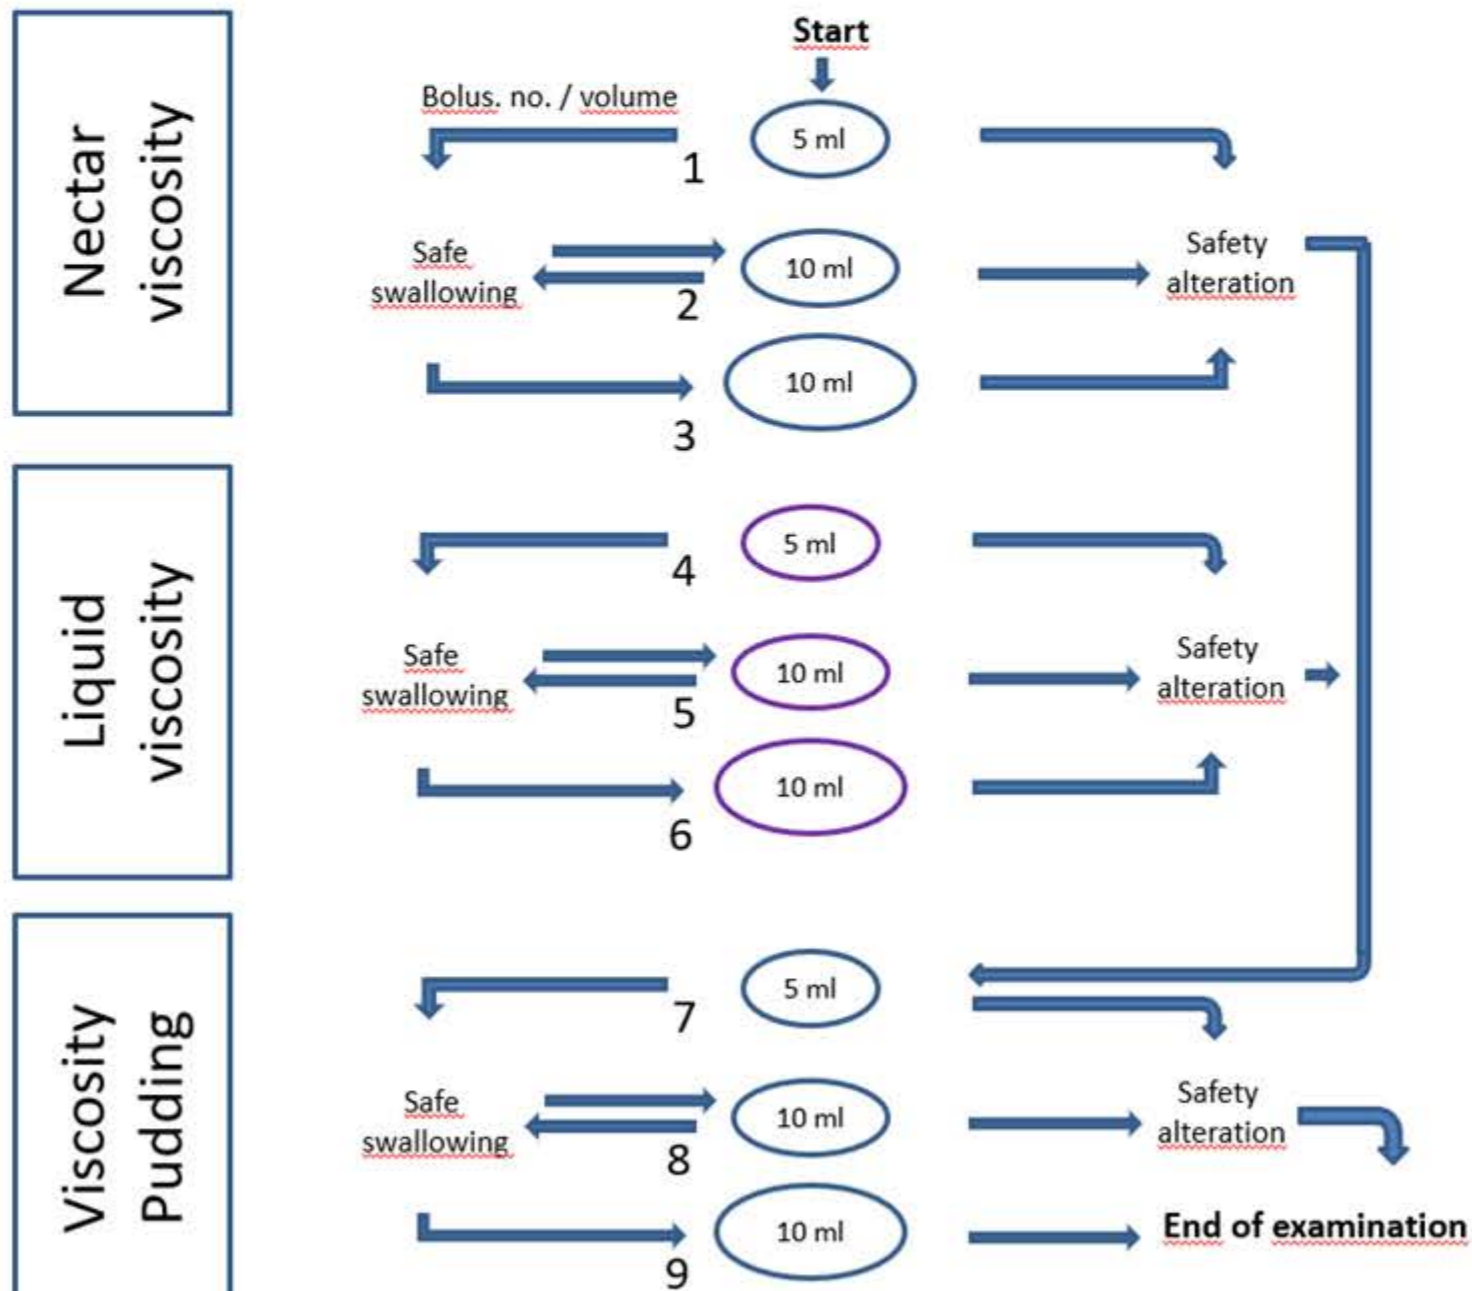 Nectar
viscosity
Start
Bolus. no. / volume
5 ml
1
Safe
swallowing
10 ml
2
Safety
alteration
10 ml
3
Liquid
viscosity
5 ml
4
Safe
swallowing
10 ml
5
Safety
alteration
10 ml
6
Viscosity
Pudding
5 ml
7
Safe
swallowing
10 ml
8
Safety
alteration
10 ml
9
End of examination